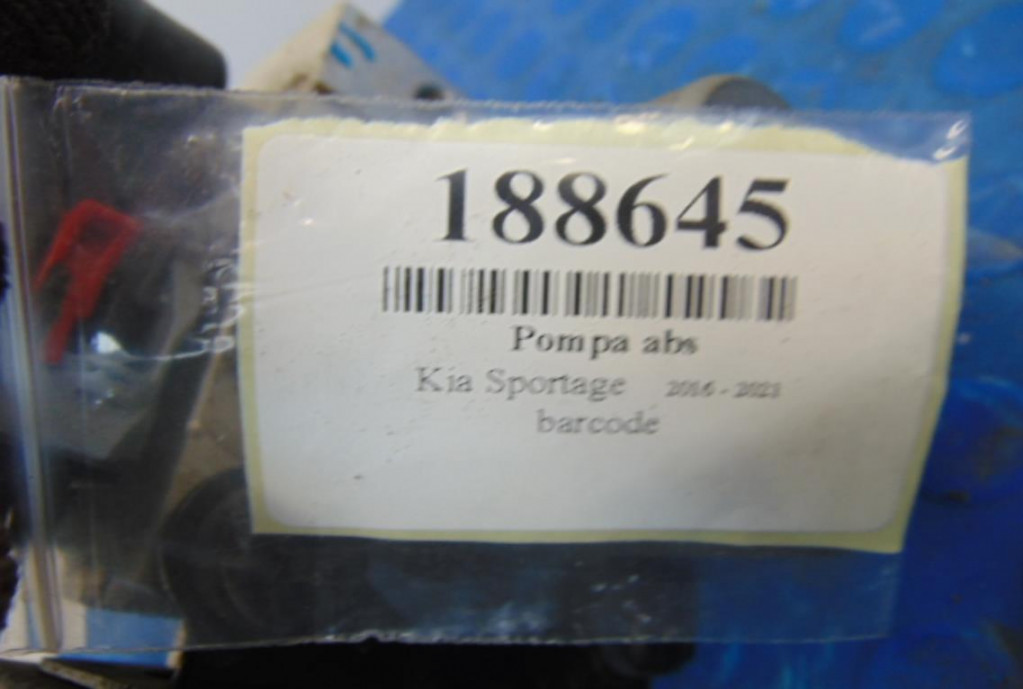 188645
Pompa abs
Kia Sportage 2016 - 2021
barcode